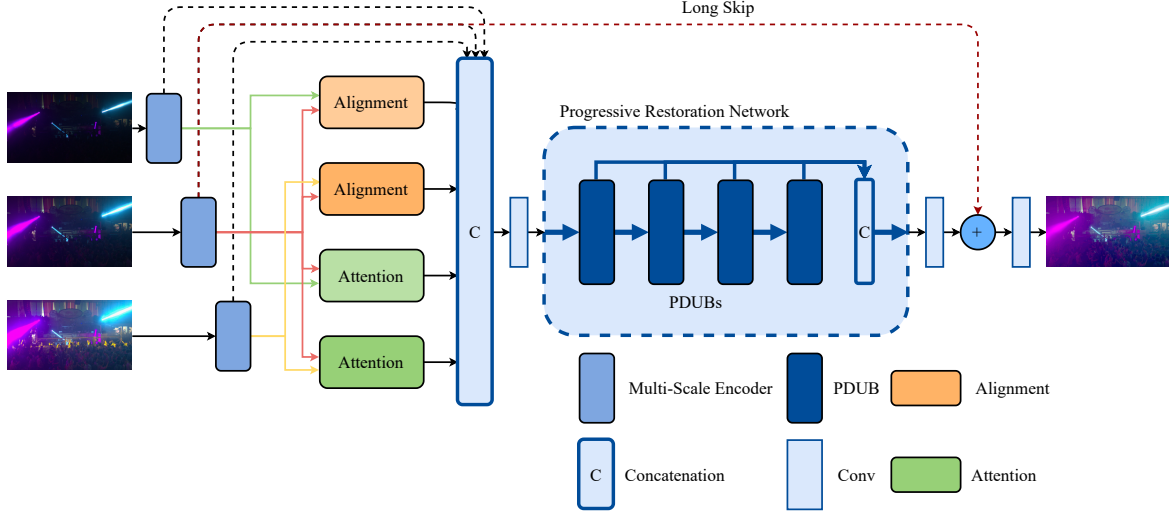 Long Skip
Alignment
Progressive Restoration Network
Alignment
C
C
+
Attention
PDUBs
Attention
Multi-Scale Encoder
PDUB
Alignment
C
Concatenation
Conv
Attention